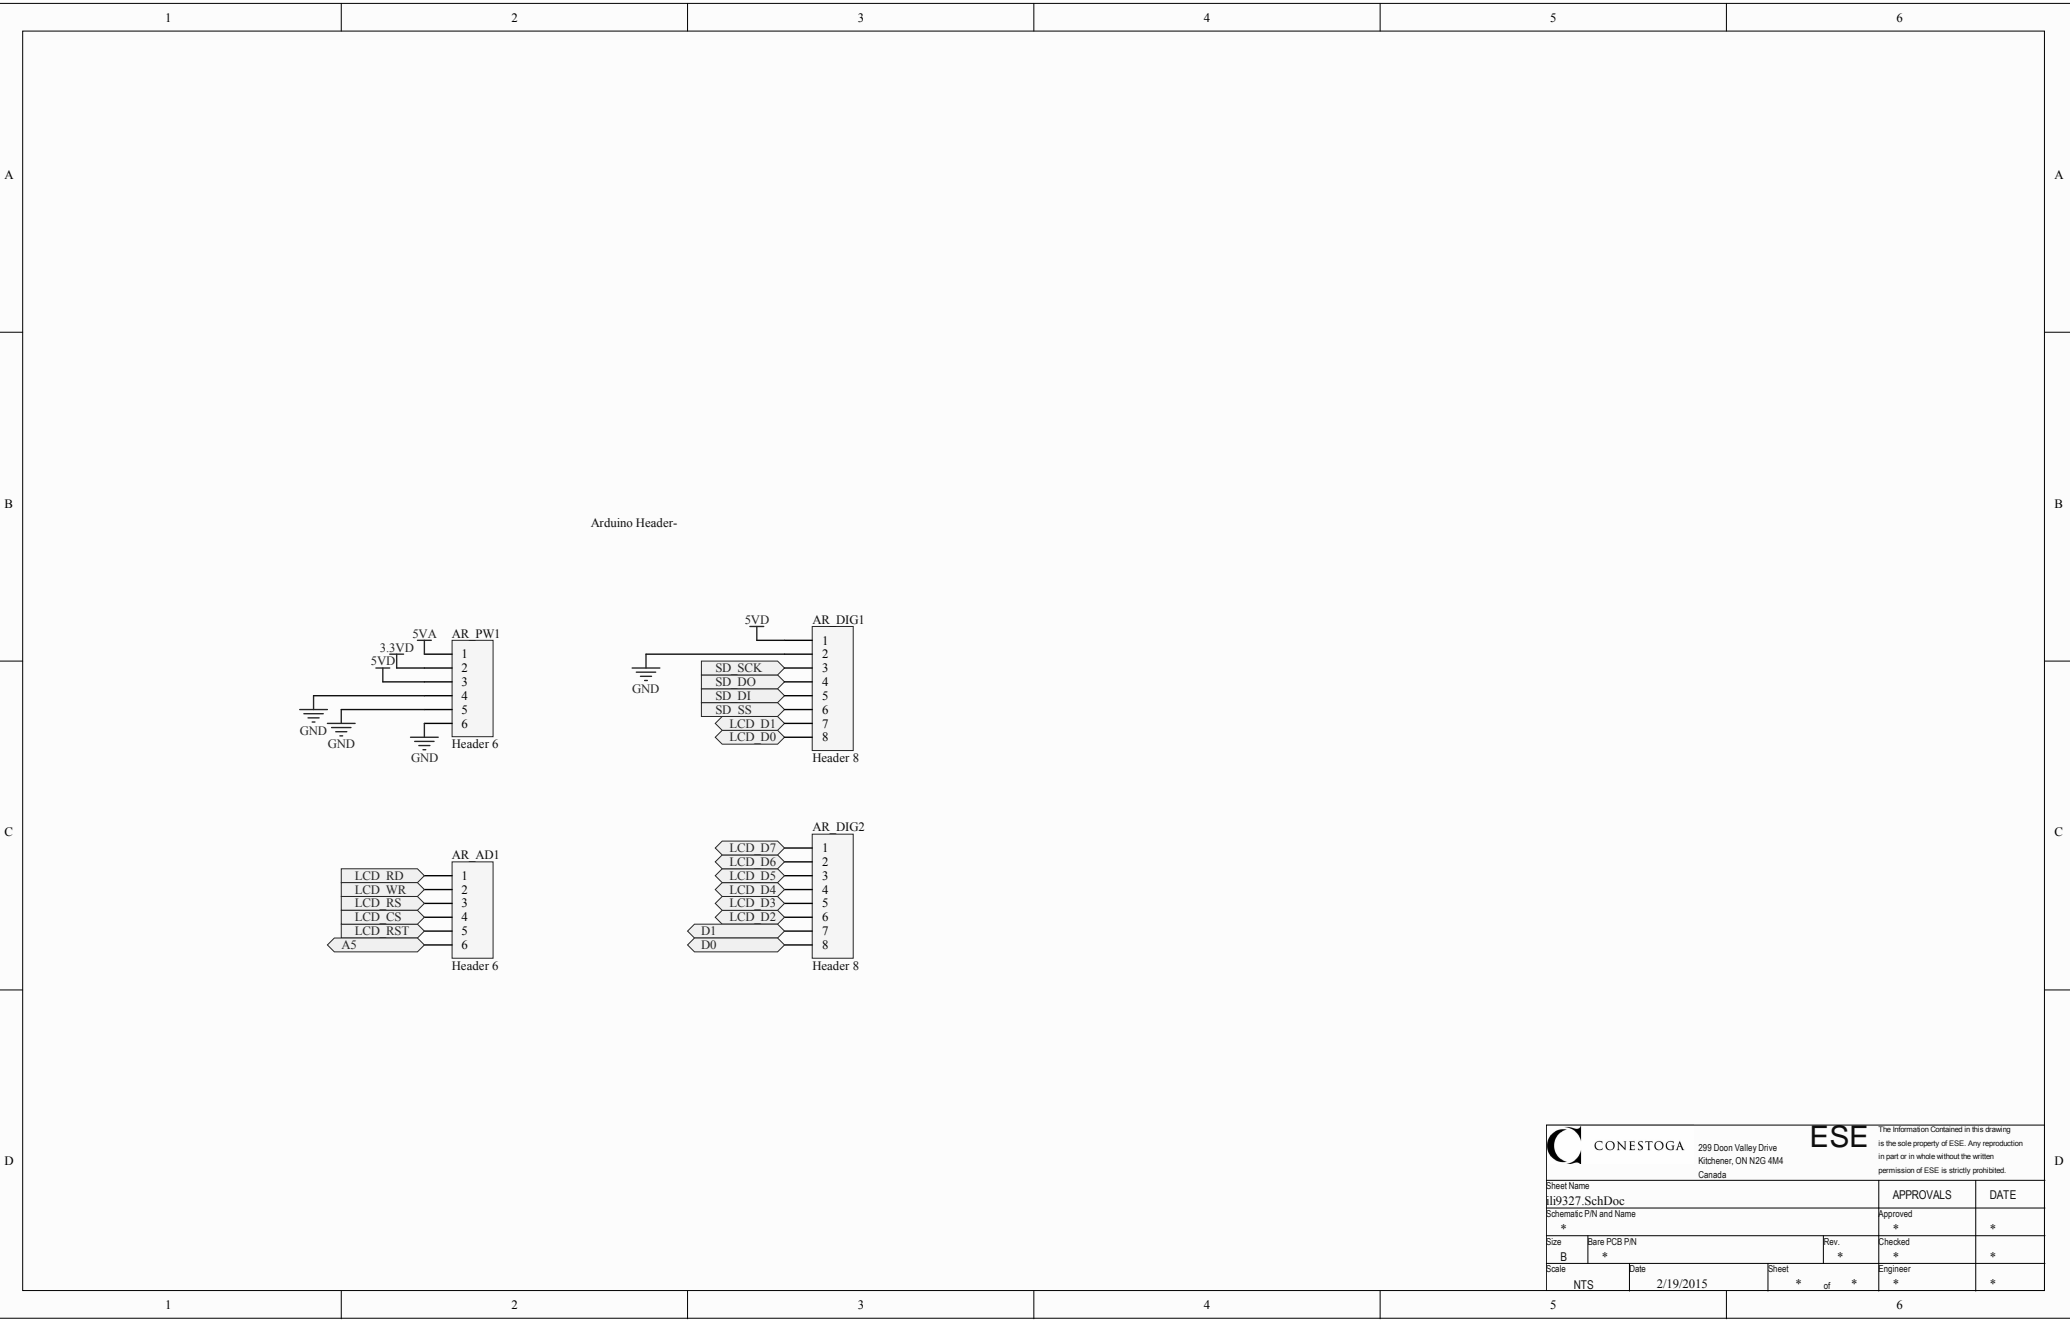 1 2 3 4 5 6
A A
B B
Arduino Header-
5VA AR_PW1
3.3VD
5VD
1
2
3
4
5
6
GND
GND
GND
Header 6
5VD AR_DIG1
1
2
SD_SCK 3
SD_DO 4
SD_DI 5
SD_SS 6
LCD_D1 7
LCD_D0 8
GND
Header 8
C C
AR_AD1
LCD_RD 1
LCD_WR 2
LCD_RS 3
LCD_CS 4
LCD_RST 5
A5 6
Header 6
AR_DIG2
LCD_D7 1
LCD_D6 2
LCD_D5 3
LCD_D4 4
LCD_D3 5
LCD_D2 6
D1 7
D0 8
Header 8
D D
CONESTOGA
299 Doon Valley Drive
Kitchener, ON N2G 4M4
Canada
ESE
The Information Contained in this drawing
is the sole property of ESE. Any reproduction
in part or in whole without the written
permission of ESE is strictly prohibited.
Sheet Name
ili9327.SchDoc
APPROVALS DATE
Schematic P/N and Name
*
Approved
* *
Size
B
Bare PCB P/N
*
Rev.
*
Checked
* *
Scale
NTS
Date
2/19/2015
Sheet
* of *
Engineer
* *
1 2 3 4 5 6